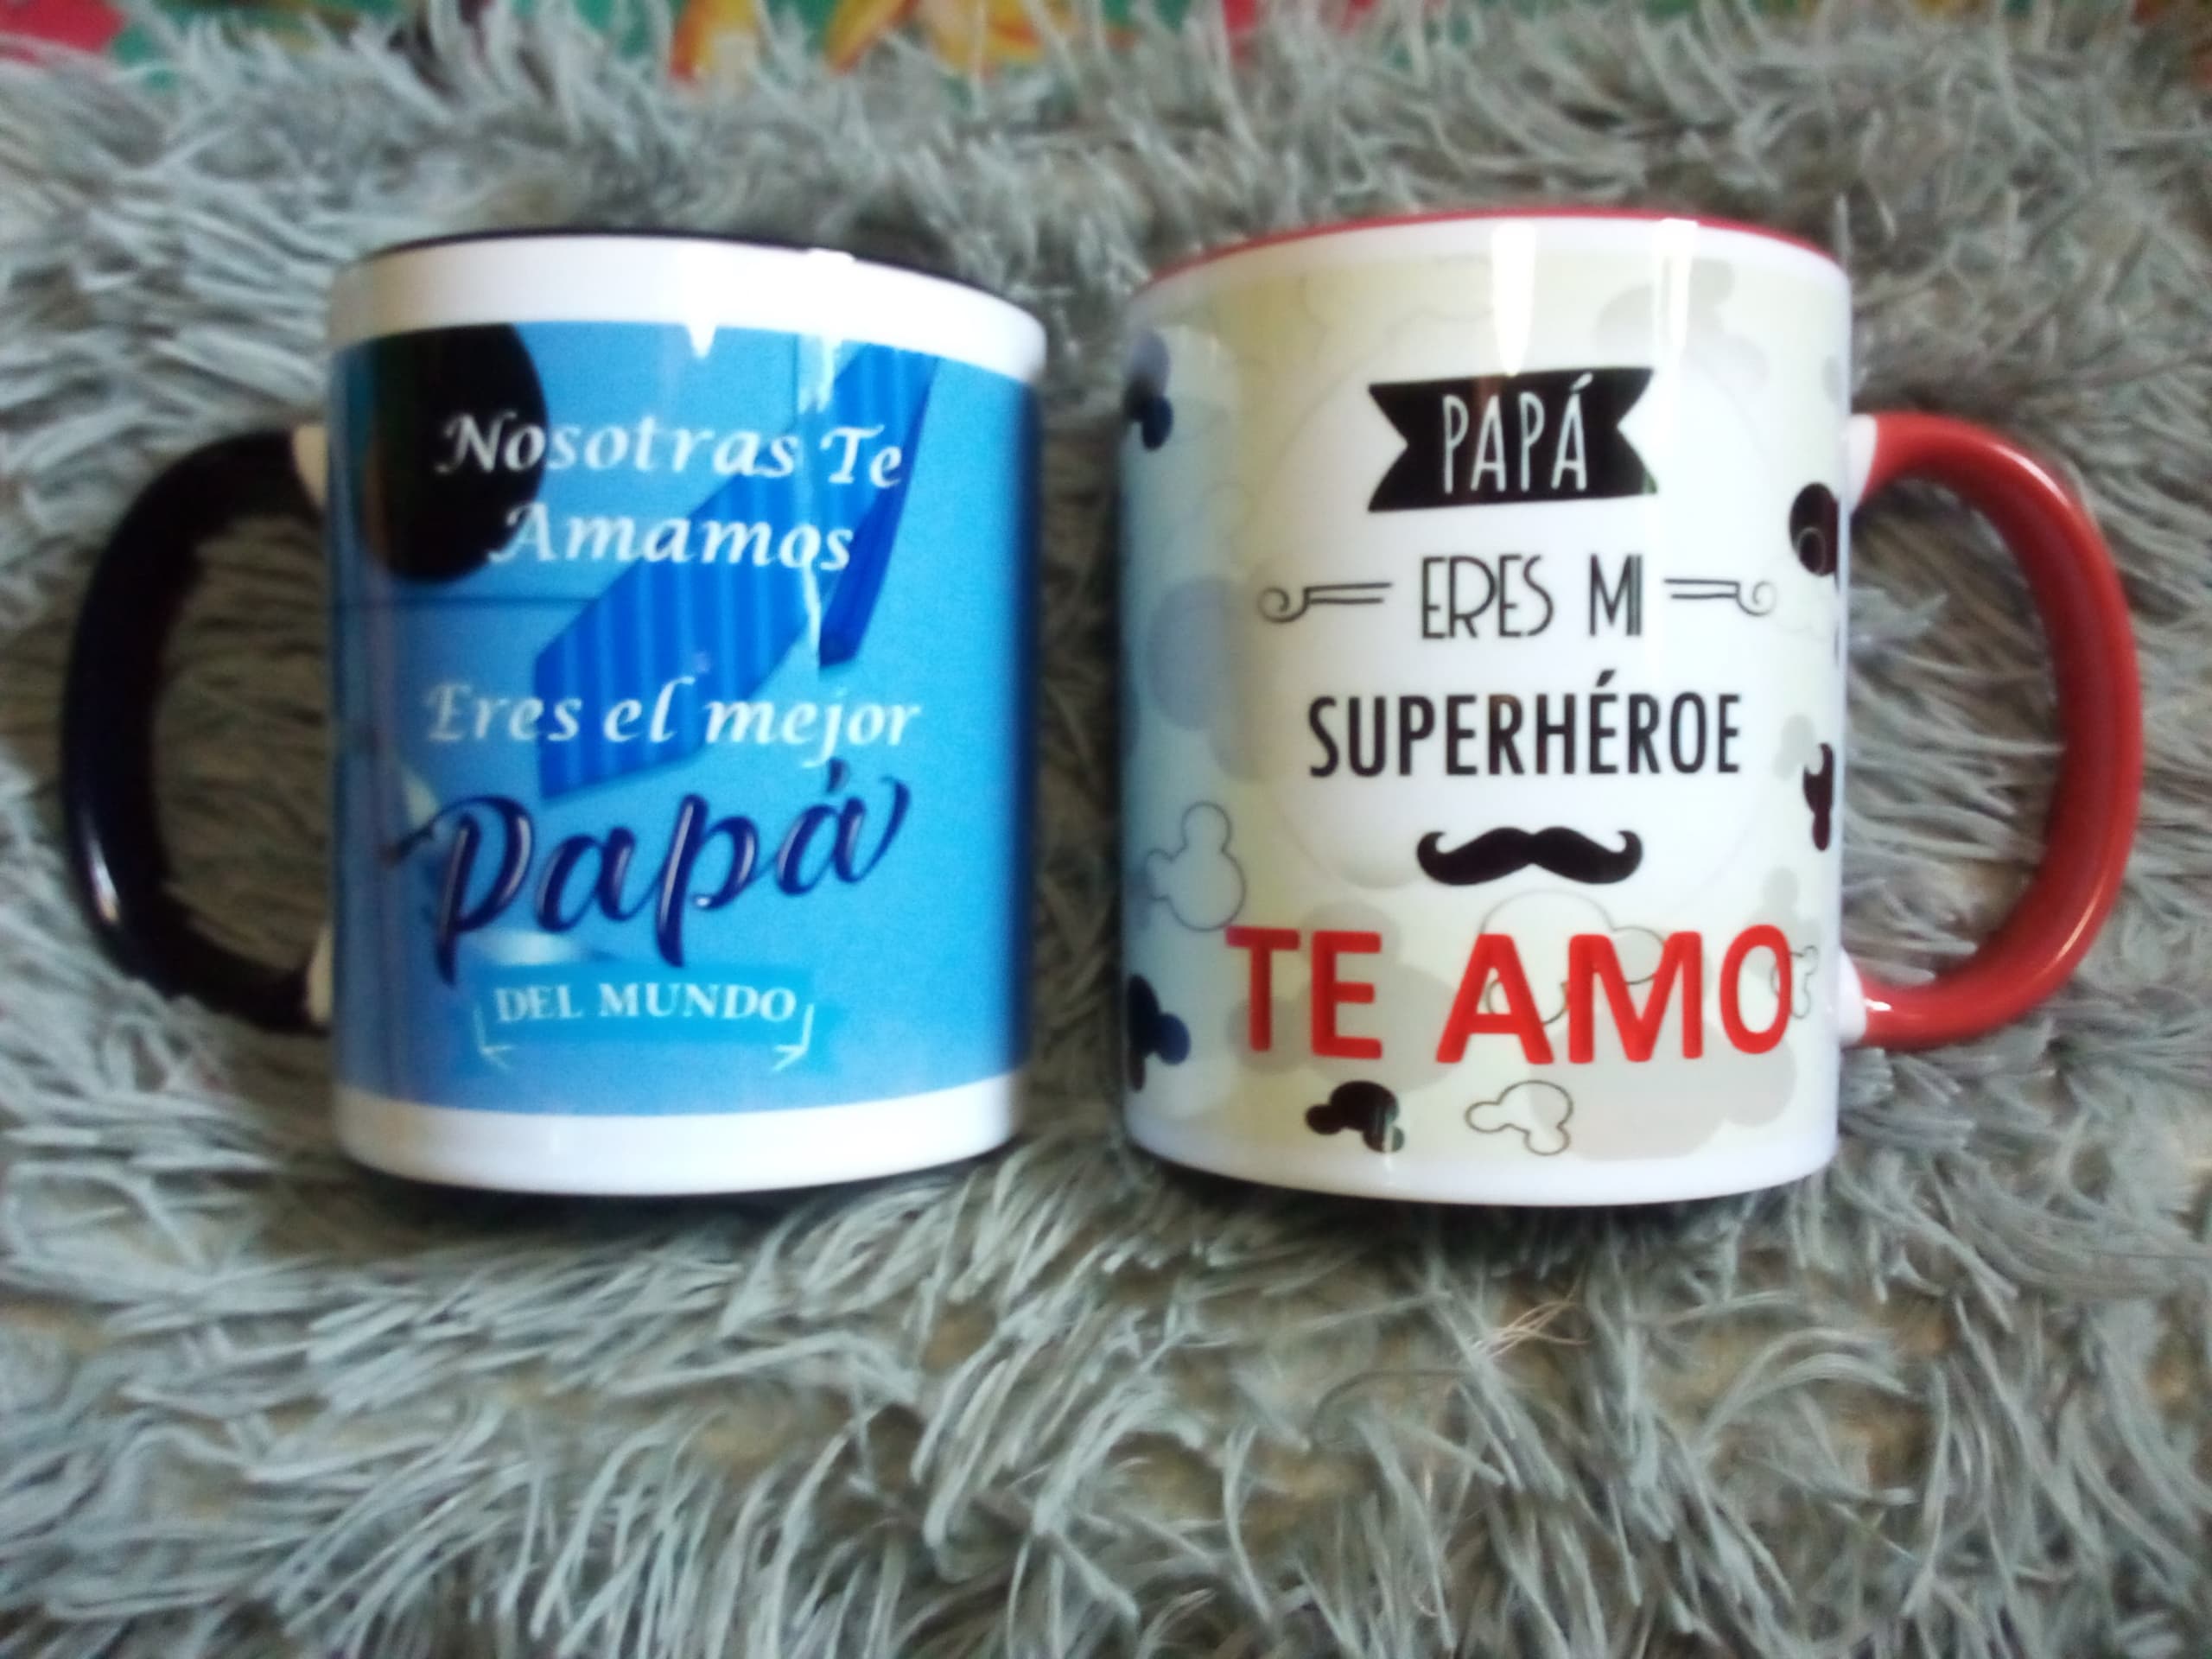 Nosotras Te
Amamos
Eres el mejor
Papá
DEL MUNDO
PAPÁ
ERES MI
SUPERHÉROE
TE AMO